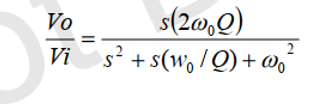 Vo/Vi = s(2ω₀Q) / (s² + s(w₀ / Q) + ω₀²)